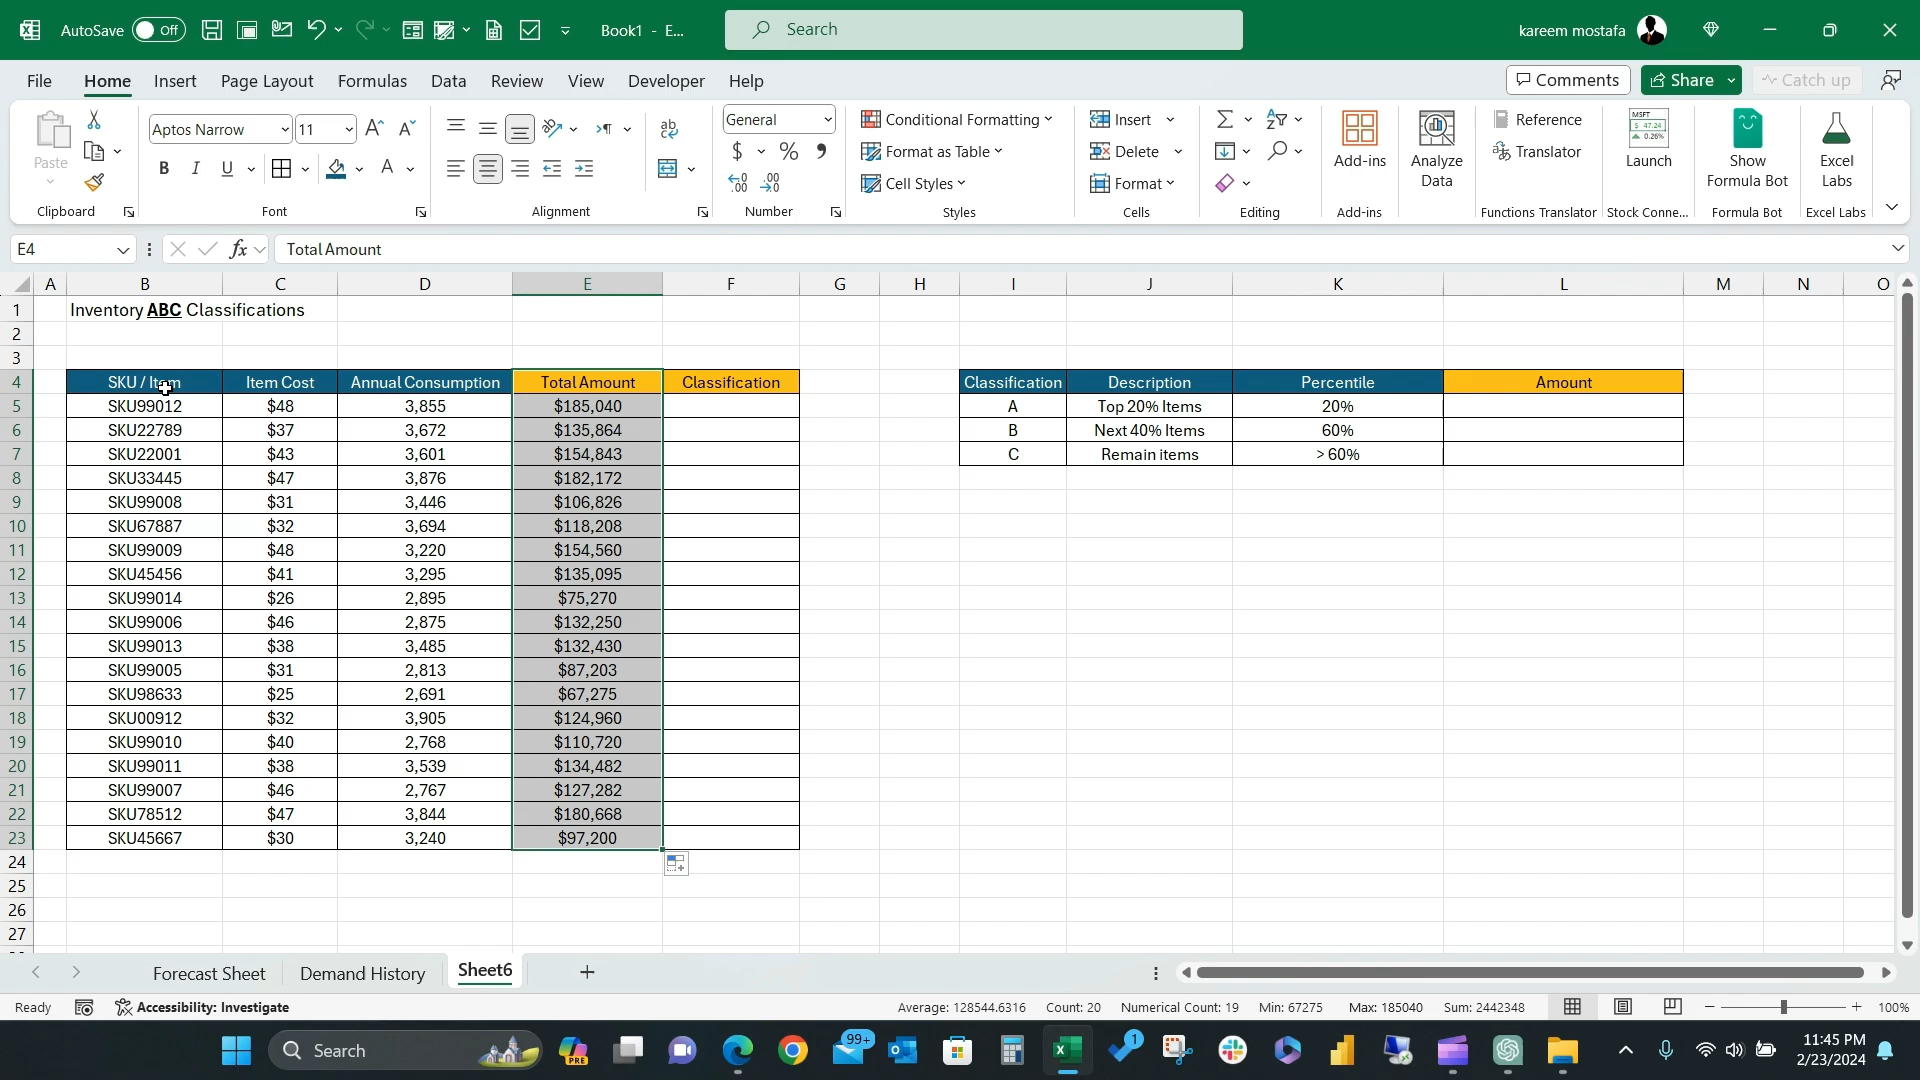 AutoSave Off Book1 - E... Search kareem mostafa
File Home Insert Page Layout Formulas Data Review View Developer Help Comments Share Catch up
Paste Aptos Narrow 11 General Conditional Formatting Insert Reference
Format as Table Delete Translator Add-ins Analyze Data Launch Show Formula Bot Excel Labs
B I U $ % Cell Styles Format
Clipboard Font Alignment Number Styles Cells Editing Add-ins Functions Translator Stock Conne... Formula Bot Excel Labs
E4 fx Total Amount
A B C D E F G H I J K L M N O
1 Inventory ABC Classifications
2
3
4 SKU / Item Item Cost Annual Consumption Total Amount Classification Classification Description Percentile Amount
5 SKU99012 $48 3,855 $185,040 A Top 20% Items 20%
6 SKU22789 $37 3,672 $135,864 B Next 40% Items 60%
7 SKU22001 $43 3,601 $154,843 C Remain items > 60%
8 SKU33445 $47 3,876 $182,172
9 SKU99008 $31 3,446 $106,826
10 SKU67887 $32 3,694 $118,208
11 SKU99009 $48 3,220 $154,560
12 SKU45456 $41 3,295 $135,095
13 SKU99014 $26 2,895 $75,270
14 SKU99006 $46 2,875 $132,250
15 SKU99013 $38 3,485 $132,430
16 SKU99005 $31 2,813 $87,203
17 SKU98633 $25 2,691 $67,275
18 SKU00912 $32 3,905 $124,960
19 SKU99010 $40 2,768 $110,720
20 SKU99011 $38 3,539 $134,482
21 SKU99007 $46 2,767 $127,282
22 SKU78512 $47 3,844 $180,668
23 SKU45667 $30 3,240 $97,200
24
25
26
27
Forecast Sheet Demand History Sheet6
Ready Accessibility: Investigate Average: 128544.6316 Count: 20 Numerical Count: 19 Min: 67275 Max: 185040 Sum: 2442348 100%
Search PRE 99+ 1 11:45 PM
2/23/2024